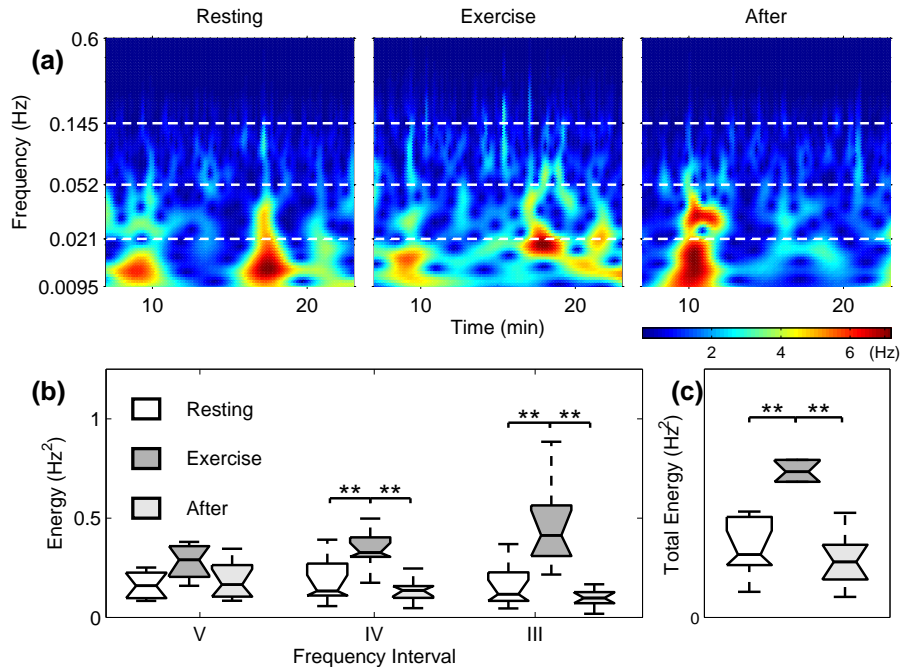 Resting Exercise After
(a)
0.6
0.145
0.052
0.021
0.0095
Frequency (Hz)
10 20 10 20 10 20
Time (min)
2 4 6 (Hz)
(b)
1
0.5
0
Energy (Hz²)
Resting
Exercise
After
** **
** **
V IV III
Frequency Interval
(c)
Total Energy (Hz²)
** **
0